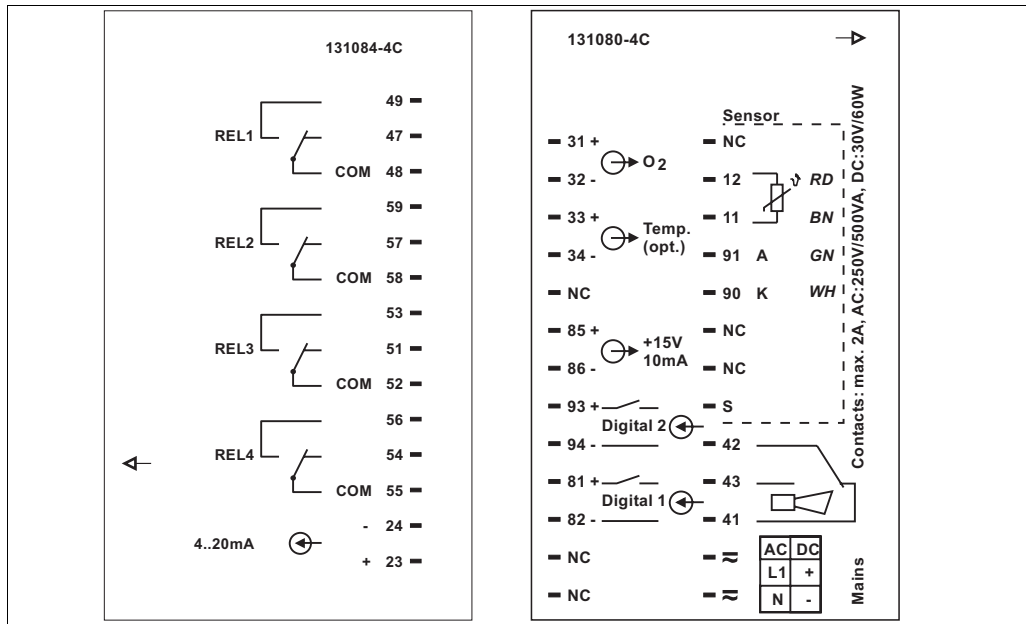 131084-4C
49
REL1 47
COM 48
59
REL2 57
COM 58
53
REL3 51
COM 52
56
REL4 54
COM 55
- 24
4..20mA
+ 23
131080-4C
Sensor
31 + NC
O2
32 - 12 RD
33 + 11 BN
Temp.
(opt.)
34 - 91 A GN
NC 90 K WH
85 + NC
+15V
10mA
86 - NC
93 + S
Digital 2
94 - 42
81 + 43
Digital 1
82 - 41
NC
NC
AC DC
L1 +
N -
Mains
Contacts: max. 2A, AC:250V/500VA, DC:30V/60W